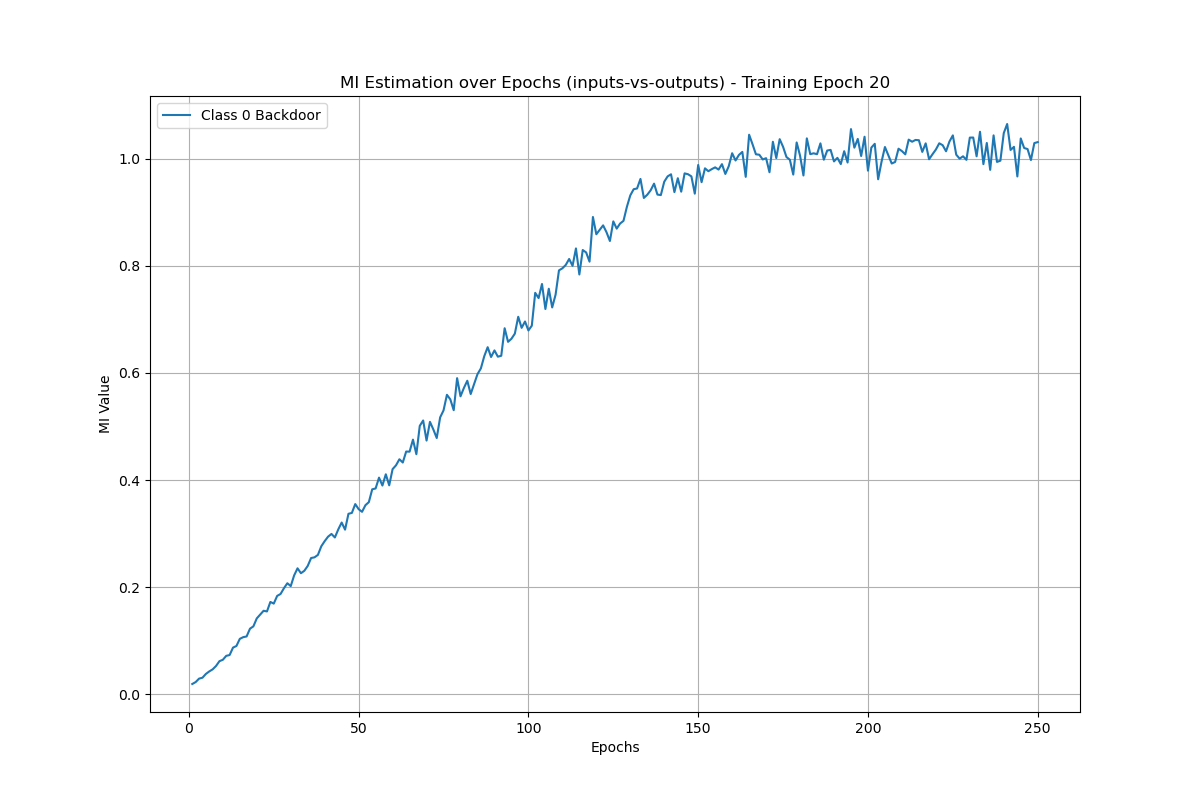 MI Estimation over Epochs (inputs-vs-outputs) - Training Epoch 20
Class 0 Backdoor
1.0
0.8
0.6
0.4
0.2
0.0
MI Value
0 50 100 150 200 250
Epochs